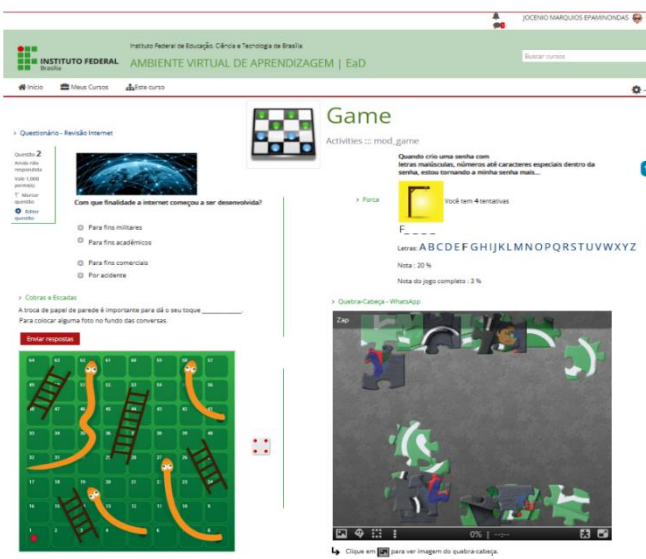 JOCENIO MARQUIOS EPAMINONDAS
INSTITUTO FEDERAL
Brasília
Instituto Federal de Educação, Ciência e Tecnologia de Brasília
AMBIENTE VIRTUAL DE APRENDIZAGEM | EaD
Buscar cursos
Início
Meus Cursos
Este curso
Questionário - Revisão Internet
Questão 2
Ainda não
respondida
Vale 1,000
ponto(s).
Marcar
questão
Editar
questão
Com que finalidade a internet começou a ser desenvolvida?
Para fins militares
Para fins acadêmicos
Para fins comerciais
Por acidente
Cobras e Escadas
A troca de papel de parede é importante para dá o seu toque ____________.
Para colocar alguma foto no fundo das conversas.
Enviar respostas
Game
Activities ::: mod_game
Quando crio uma senha com
letras maiúsculas, números até caracteres especiais dentro da
senha, estou tornando a minha senha mais...
Forca
Você tem 4 tentativas
F_ _ _ _
Letras: A B C D E F G H I J K L M N O P Q R S T U V W X Y Z
Nota : 20 %
Nota do jogo completo : 3 %
Quebra-Cabeça - WhatsApp
Zap
0% | --:--
Clique em para ver imagem do quebra-cabeça.